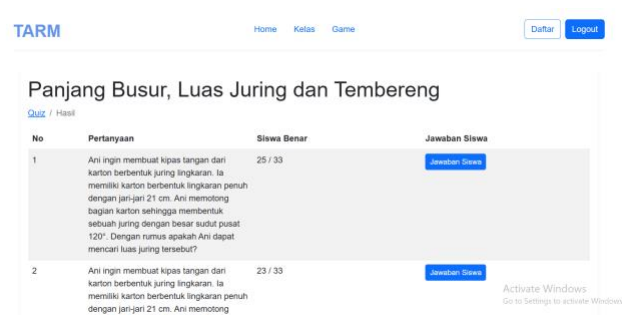 TARM
Home Kelas Game
Daftar Logout
Panjang Busur, Luas Juring dan Tembereng
Quiz / Hasil
No Pertanyaan Siswa Benar Jawaban Siswa
1 Ani ingin membuat kipas tangan dari 25 / 33 Jawaban Siswa
karton berbentuk juring lingkaran. Ia
memiliki karton berbentuk lingkaran penuh
dengan jari-jari 21 cm. Ani memotong
bagian karton sehingga membentuk
sebuah juring dengan besar sudut pusat
120°. Dengan rumus apakah Ani dapat
mencari luas juring tersebut?
2 Ani ingin membuat kipas tangan dari 23 / 33 Jawaban Siswa
karton berbentuk juring lingkaran. Ia
memiliki karton berbentuk lingkaran penuh
dengan jari-jari 21 cm. Ani memotong
Activate Windows
Go to Settings to activate Windows